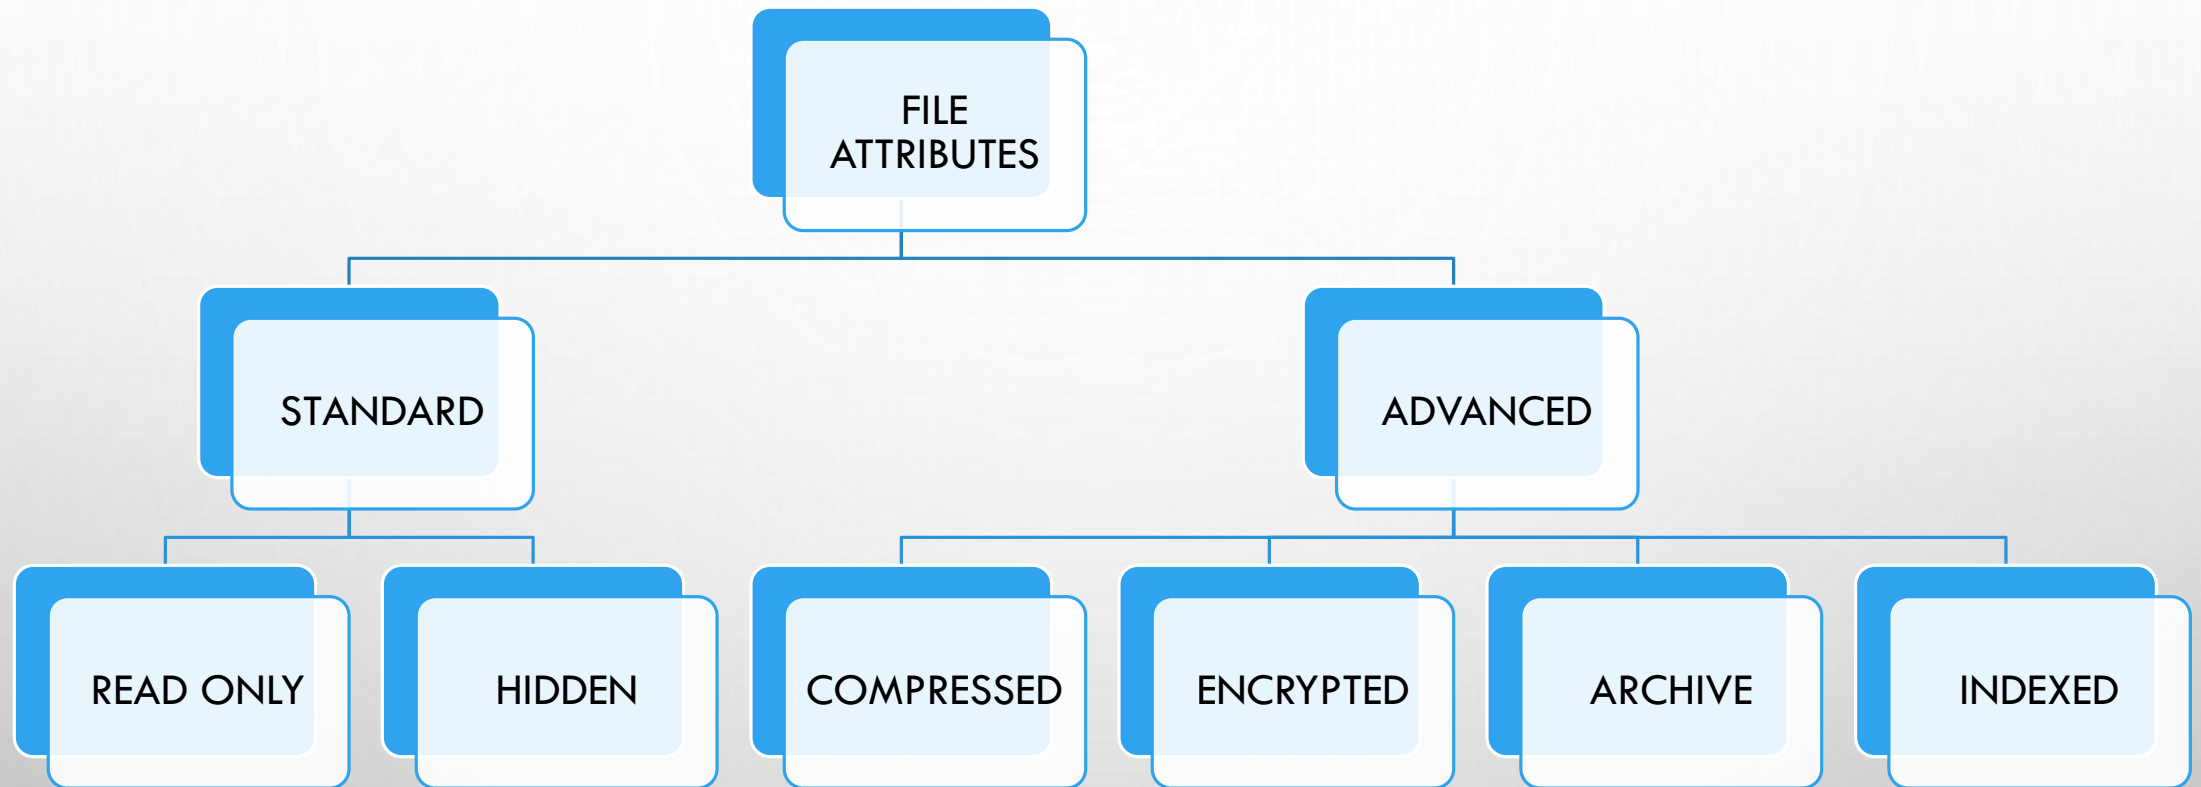 FILE
ATTRIBUTES
STANDARD
ADVANCED
READ ONLY
HIDDEN
COMPRESSED
ENCRYPTED
ARCHIVE
INDEXED